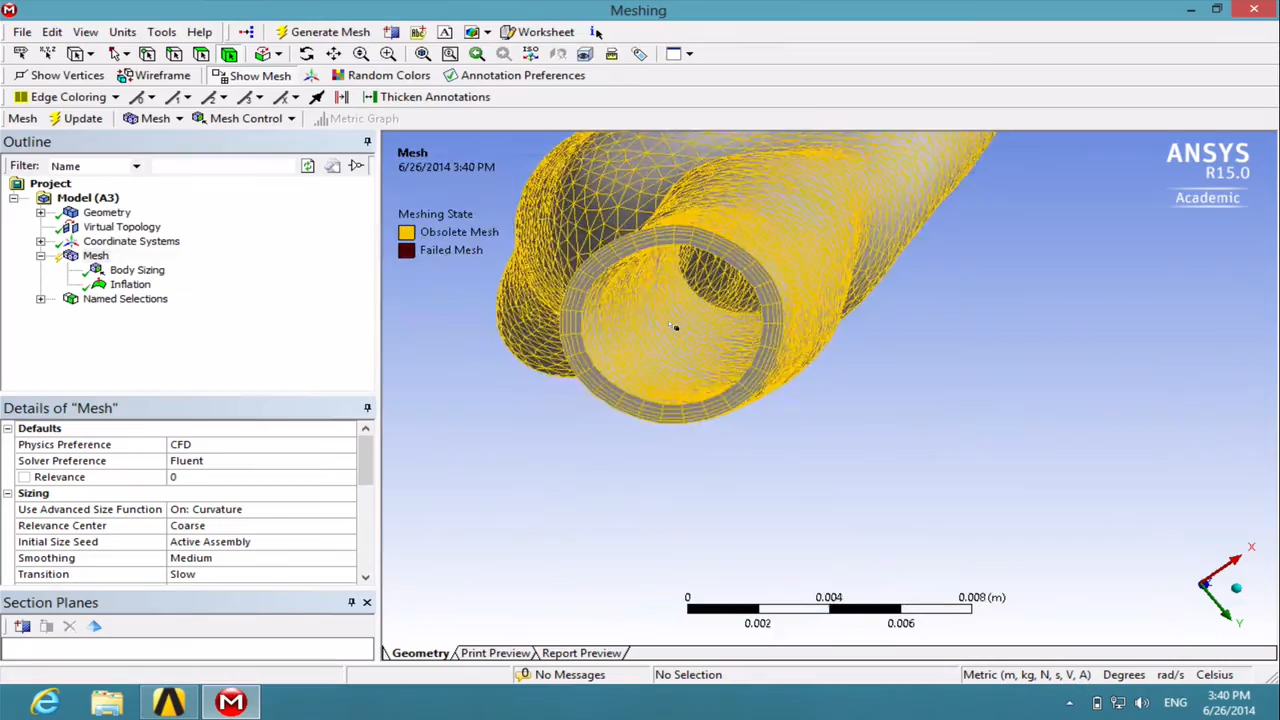 Meshing
File Edit View Units Tools Help Generate Mesh A Worksheet i
ISO
Show Vertices Wireframe Show Mesh Random Colors Annotation Preferences
Edge Coloring Thicken Annotations
Mesh Update Mesh Mesh Control Metric Graph
Outline
Filter: Name
Project
Model (A3)
Geometry
Virtual Topology
Coordinate Systems
Mesh
Body Sizing
Inflation
Named Selections
Details of "Mesh"
Defaults
Physics Preference CFD
Solver Preference Fluent
Relevance 0
Sizing
Use Advanced Size Function On: Curvature
Relevance Center Coarse
Initial Size Seed Active Assembly
Smoothing Medium
Transition Slow
Section Planes
Mesh
6/26/2014 3:40 PM
Meshing State
Obsolete Mesh
Failed Mesh
ANSYS
R15.0
Academic
X
Y
0 0.004 0.008 (m)
0.002 0.006
Geometry Print Preview Report Preview
0 No Messages No Selection Metric (m, kg, N, s, V, A) Degrees rad/s Celsius
ENG
3:40 PM
6/26/2014